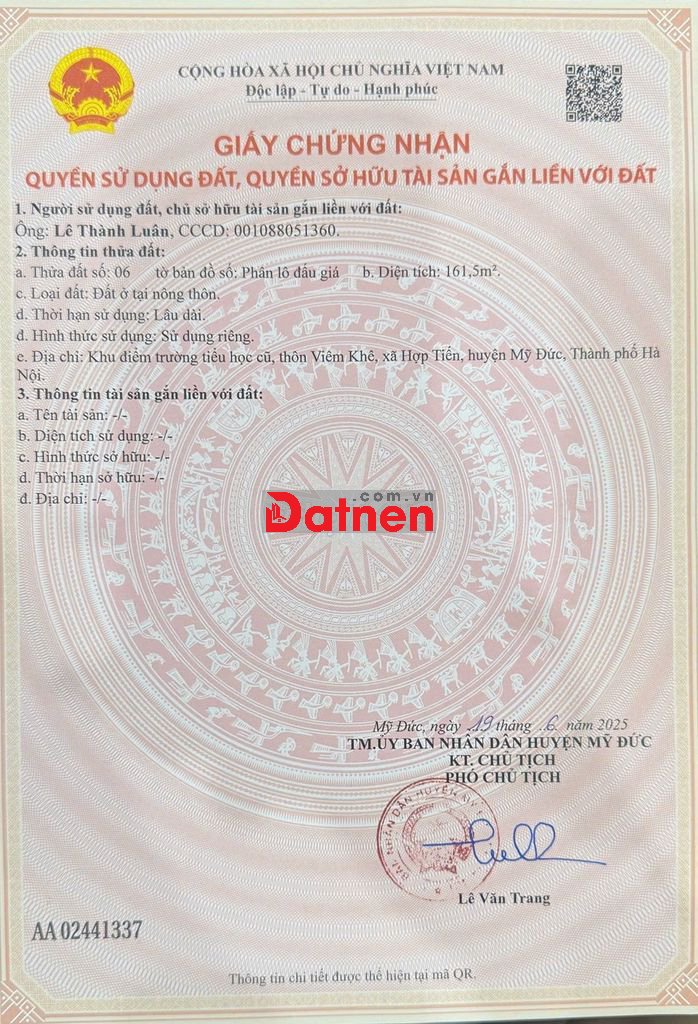 CỘNG HÒA XÃ HỘI CHỦ NGHĨA VIỆT NAM
Độc lập - Tự do - Hạnh phúc
GIẤY CHỨNG NHẬN
QUYỀN SỬ DỤNG ĐẤT, QUYỀN SỞ HỮU TÀI SẢN GẮN LIỀN VỚI ĐẤT
1. Người sử dụng đất, chủ sở hữu tài sản gắn liền với đất:
Ông: Lê Thành Luân, CCCD: 001088051360.
2. Thông tin thửa đất:
a. Thửa đất số: 06 tờ bản đồ số: Phân lô đấu giá b. Diện tích: 161,5m².
c. Loại đất: Đất ở tại nông thôn.
d. Thời hạn sử dụng: Lâu dài.
đ. Hình thức sử dụng: Sử dụng riêng.
e. Địa chỉ: Khu điểm trường tiểu học cũ, thôn Viêm Khê, xã Hợp Tiến, huyện Mỹ Đức, Thành phố Hà
Nội.
3. Thông tin tài sản gắn liền với đất:
a. Tên tài sản: -/-
b. Diện tích sử dụng: -/-
c. Hình thức sở hữu: -/-
d. Thời hạn sở hữu: -/-
đ. Địa chỉ: -/-
.com.vn
Datnen
Mỹ Đức, ngày 19 tháng 6 năm 2025
TM.ỦY BAN NHÂN DÂN HUYỆN MỸ ĐỨC
KT. CHỦ TỊCH
PHÓ CHỦ TỊCH
Lê Văn Trang
AA 02441337
Thông tin chi tiết được thể hiện tại mã QR.